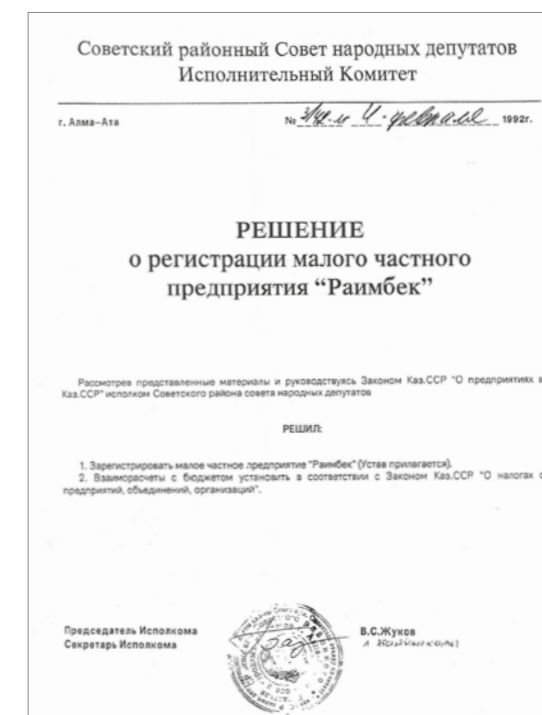 Советский районный Совет народных депутатов
Исполнительный Комитет
г. Алма-Ата № 4 февраля 1992г.
РЕШЕНИЕ
о регистрации малого частного
предприятия “Раимбек”
Рассмотрев представленные материалы и руководствуясь Законом Каз.ССР "О предприятиях в
Каз.ССР" исполком Советского района совета народных депутатов
РЕШИЛ:
1. Зарегистрировать малое частное предприятие "Раимбек" (Устав прилагается).
2. Взаиморасчеты с бюджетом установить в соответствии с Законом Каз.ССР "О налогах с
предприятий, объединений, организаций".
Председатель Исполкома В.С.Жуков
Секретарь Исполкома